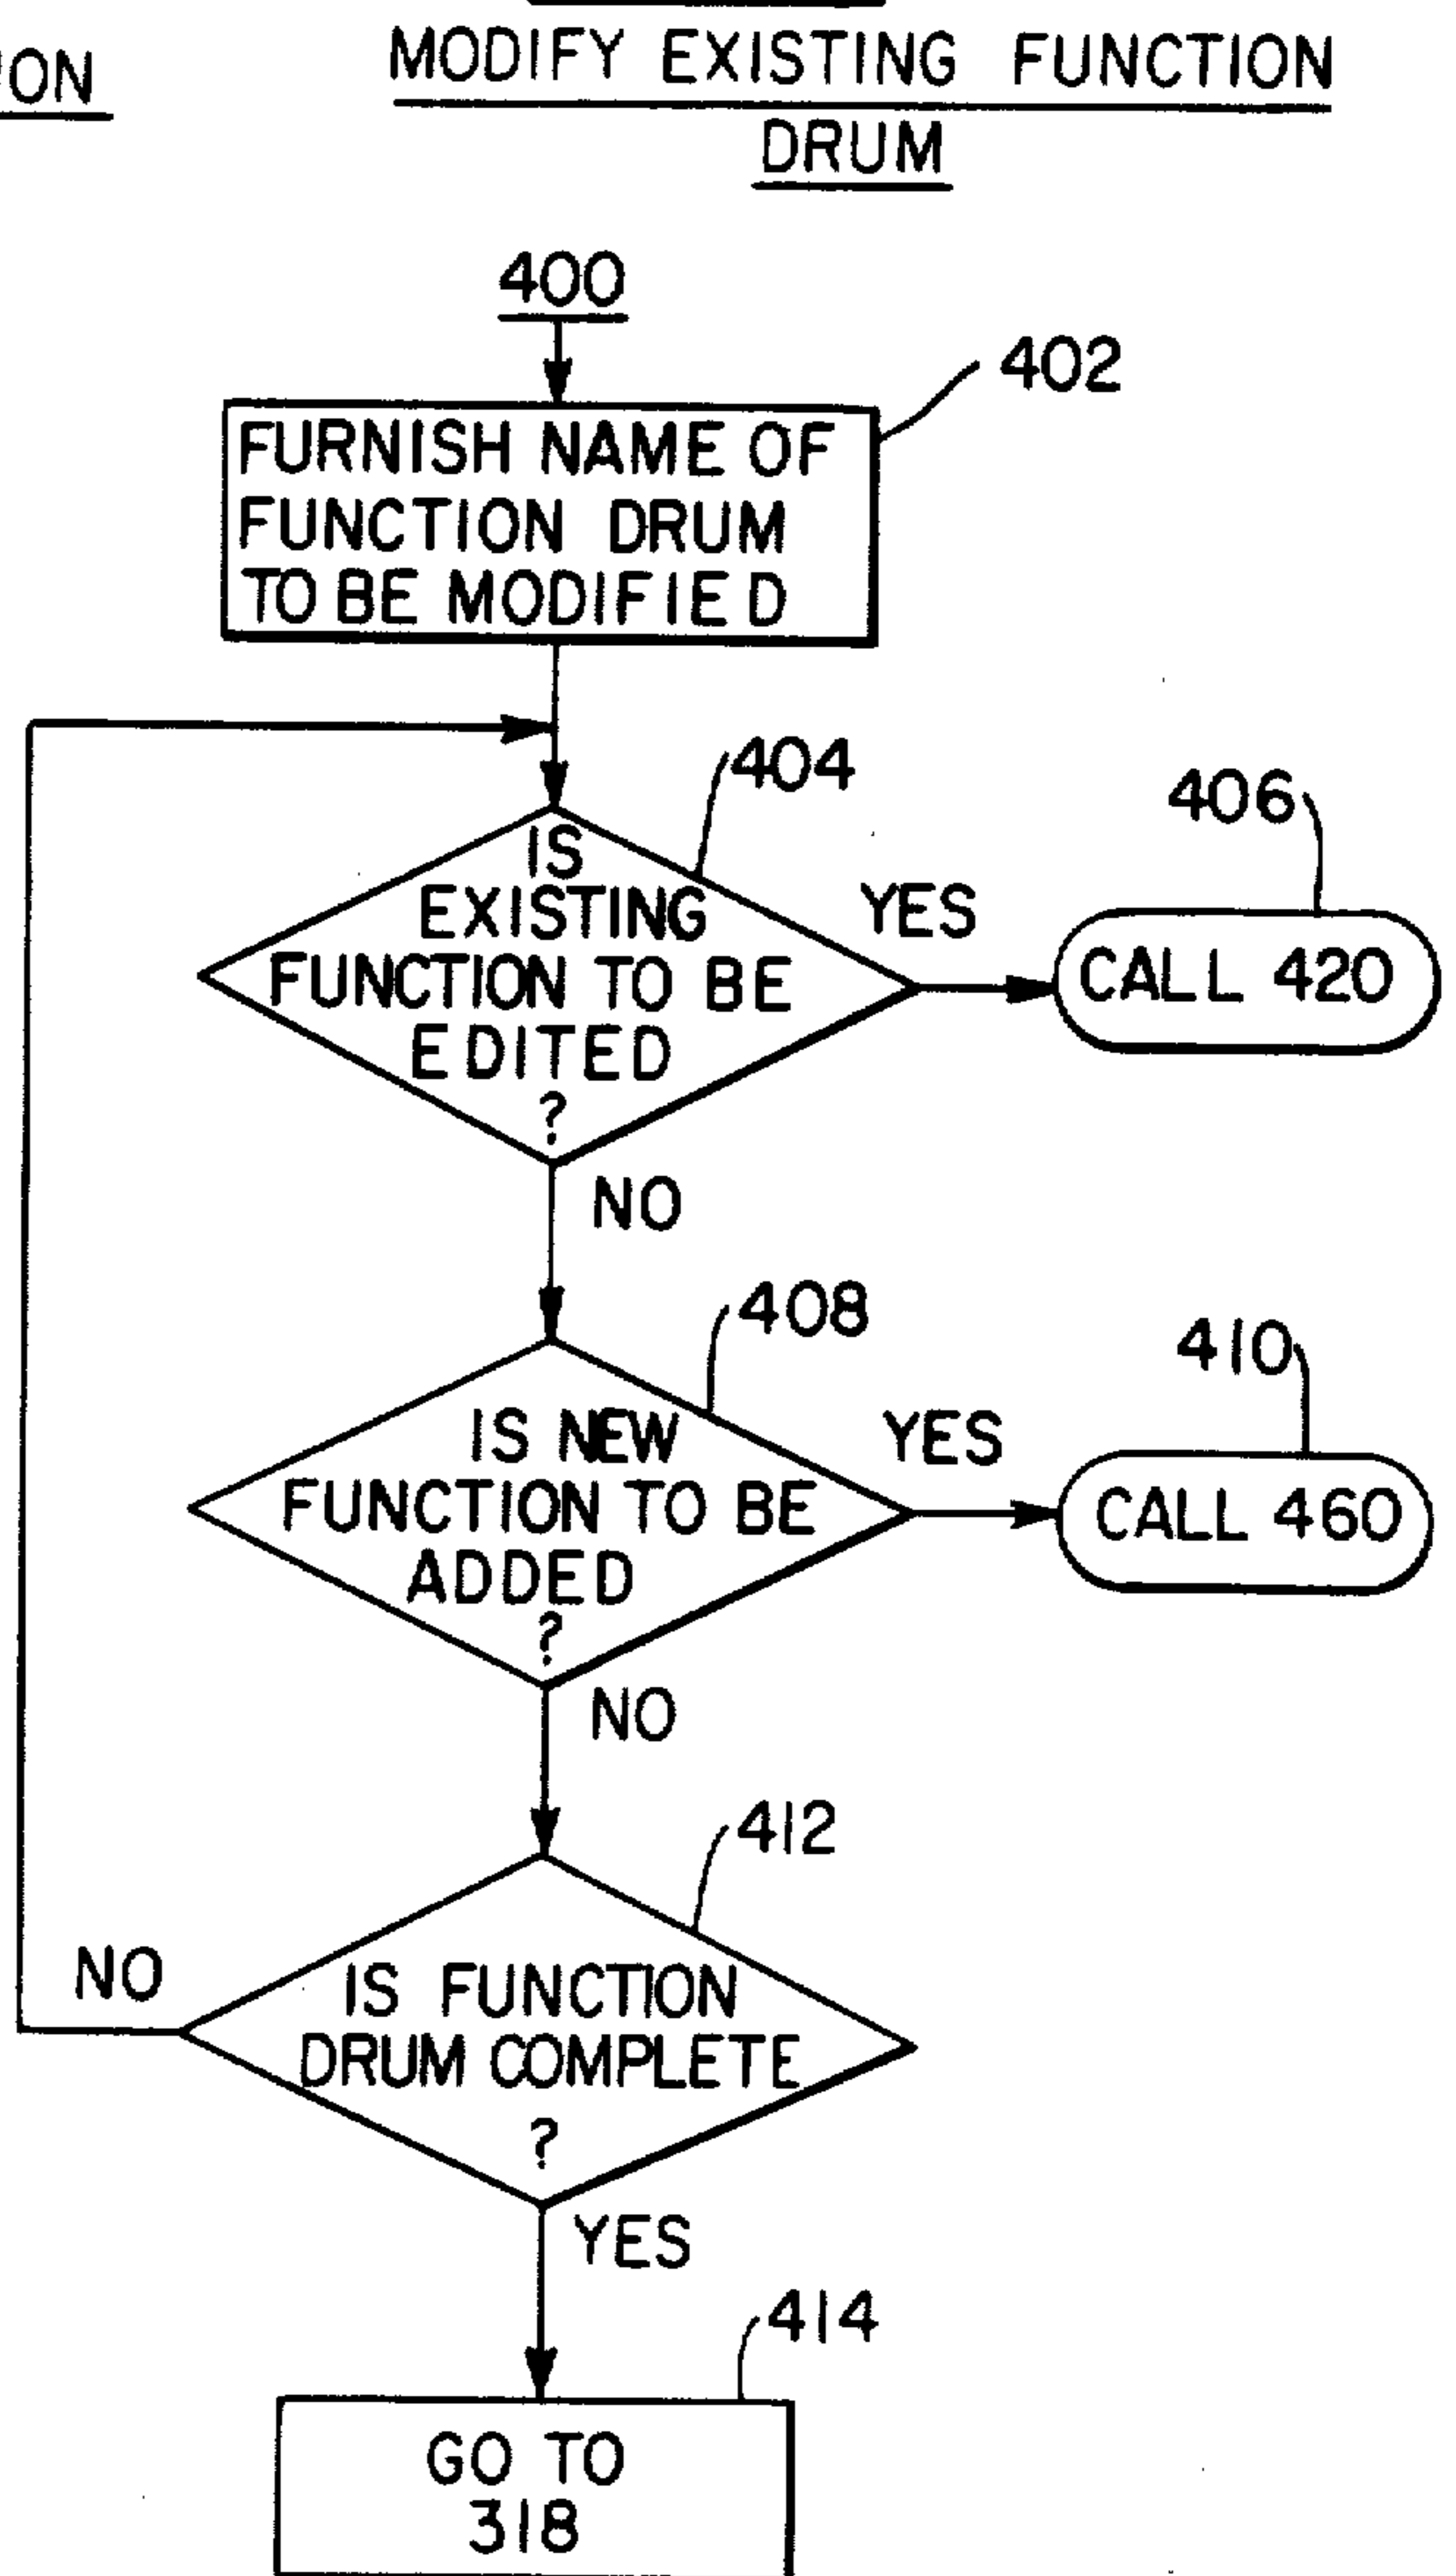 MODIFY EXISTING FUNCTION
DRUM
400
402
FURNISH NAME OF
FUNCTION DRUM
TO BE MODIFIED
404
406
IS
EXISTING
FUNCTION TO BE
EDITED
?
YES
CALL 420
NO
408
410
IS NEW
FUNCTION TO BE
ADDED
?
YES
CALL 460
NO
412
NO
IS FUNCTION
DRUM COMPLETE
?
YES
414
GO TO
318